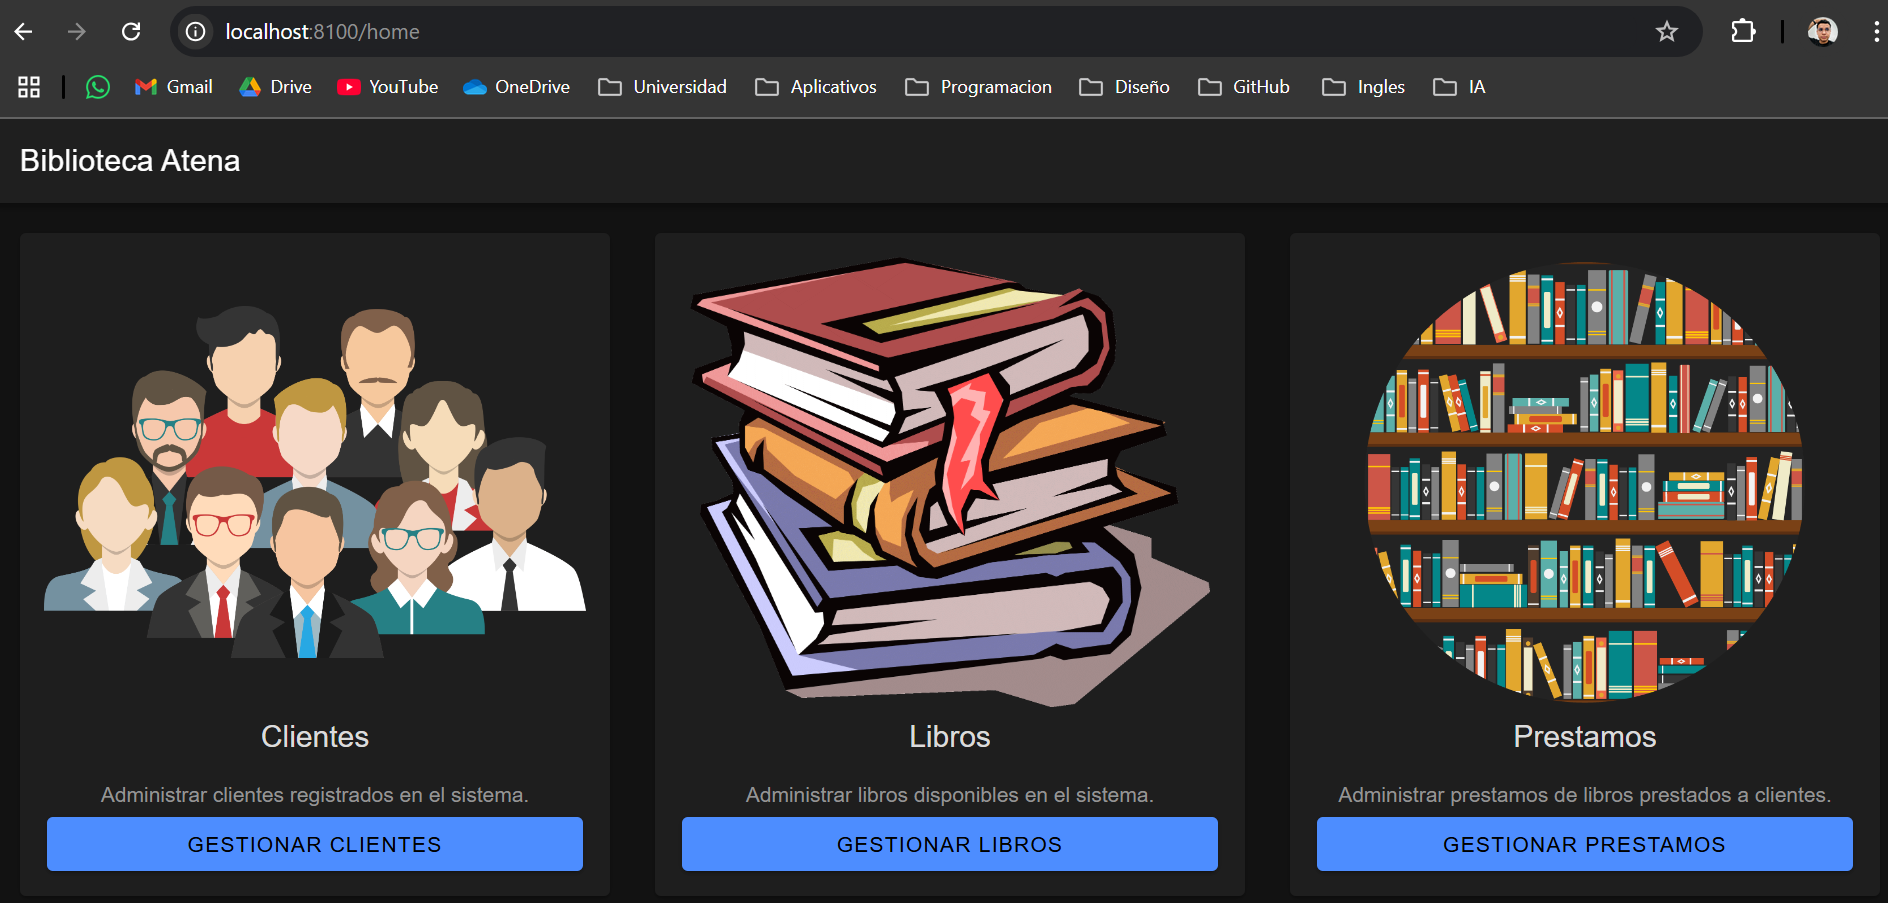 localhost:8100/home
Gmail Drive YouTube OneDrive Universidad Aplicativos Programacion Diseño GitHub Ingles IA
Biblioteca Atena
Clientes
Administrar clientes registrados en el sistema.
GESTIONAR CLIENTES
Libros
Administrar libros disponibles en el sistema.
GESTIONAR LIBROS
Prestamos
Administrar prestamos de libros prestados a clientes.
GESTIONAR PRESTAMOS